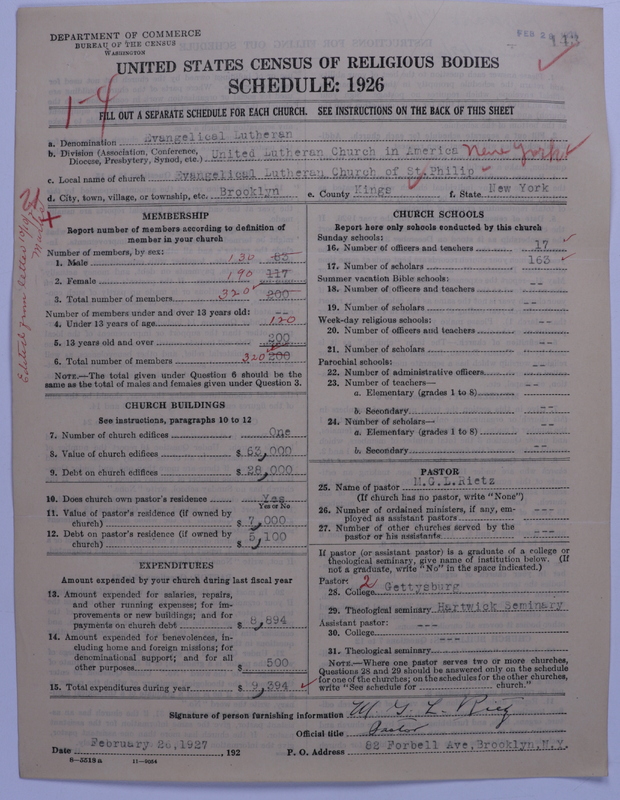 DEPARTMENT OF COMMERCE
BUREAU OF THE CENSUS
WASHINGTON
FEB 2
143
UNITED STATES CENSUS OF RELIGIOUS BODIES
SCHEDULE: 1926
1-4
FILL OUT A SEPARATE SCHEDULE FOR EACH CHURCH. SEE INSTRUCTIONS ON THE BACK OF THIS SHEET
a. Denomination Evangelical Lutheran
b. Division (Association, Conference, Diocese, Presbytery, Synod, etc.) United Lutheran Church in America New York
c. Local name of church Evangelical Lutheran Church of St. Philip
d. City, town, village, or township, etc. Brooklyn e. County Kings f. State New York
Edited from letter
MEMBERSHIP
Report number of members according to definition of
member in your church
Number of members, by sex:
1. Male 130 83
2. Female 190 117
3. Total number of members 320 200
Number of members under and over 13 years old:
4. Under 13 years of age -- 120
5. 13 years old and over 200
6. Total number of members 320 200
NOTE.—The total given under Question 6 should be the
same as the total of males and females given under Question 3.
CHURCH BUILDINGS
See instructions, paragraphs 10 to 12
7. Number of church edifices One
8. Value of church edifices $ 63,000
9. Debt on church edifices $ 28,000
10. Does church own pastor's residence Yes
Yes or No
11. Value of pastor's residence (if owned by
church) $ 7,000
12. Debt on pastor's residence (if owned by
church) $ 5,100
EXPENDITURES
Amount expended by your church during last fiscal year
13. Amount expended for salaries, repairs,
and other running expenses; for im-
provements or new buildings; and for
payments on church debt $ 8,894
14. Amount expended for benevolences, in-
cluding home and foreign missions; for
denominational support; and for all
other purposes $ 500
15. Total expenditures during year $ 9,394
CHURCH SCHOOLS
Report here only schools conducted by this church
Sunday schools:
16. Number of officers and teachers 17
17. Number of scholars 163
Summer vacation Bible schools:
18. Number of officers and teachers --
19. Number of scholars --
Week-day religious schools:
20. Number of officers and teachers --
21. Number of scholars --
Parochial schools:
22. Number of administrative officers --
23. Number of teachers—
a. Elementary (grades 1 to 8) --
b. Secondary --
24. Number of scholars—
a. Elementary (grades 1 to 8) --
b. Secondary --
PASTOR
25. Name of pastor M.G.L.Rietz
(If church has no pastor, write "None")
26. Number of ordained ministers, if any, em-
ployed as assistant pastors ---
27. Number of other churches served by the
pastor or his assistants ---
If pastor (or assistant pastor) is a graduate of a college or
theological seminary, give name of institution below. (If
not a graduate, write "No" in the space indicated.)
Pastor: 2
28. College Gettysburg
29. Theological seminary Hartwick Seminary
Assistant pastor: ---
30. College
---
31. Theological seminary
NOTE.—Where one pastor serves two or more churches,
Questions 28 and 29 should be answered only on the schedule
for one of the churches; on the schedules for the other churches,
write "See schedule for church."
Signature of person furnishing information M G L Rietz
Official title Pastor
Date February 26,1927 192 P. O. Address 82 Forbell Ave,Brooklyn,N.Y.
8—5519 a 11—9084